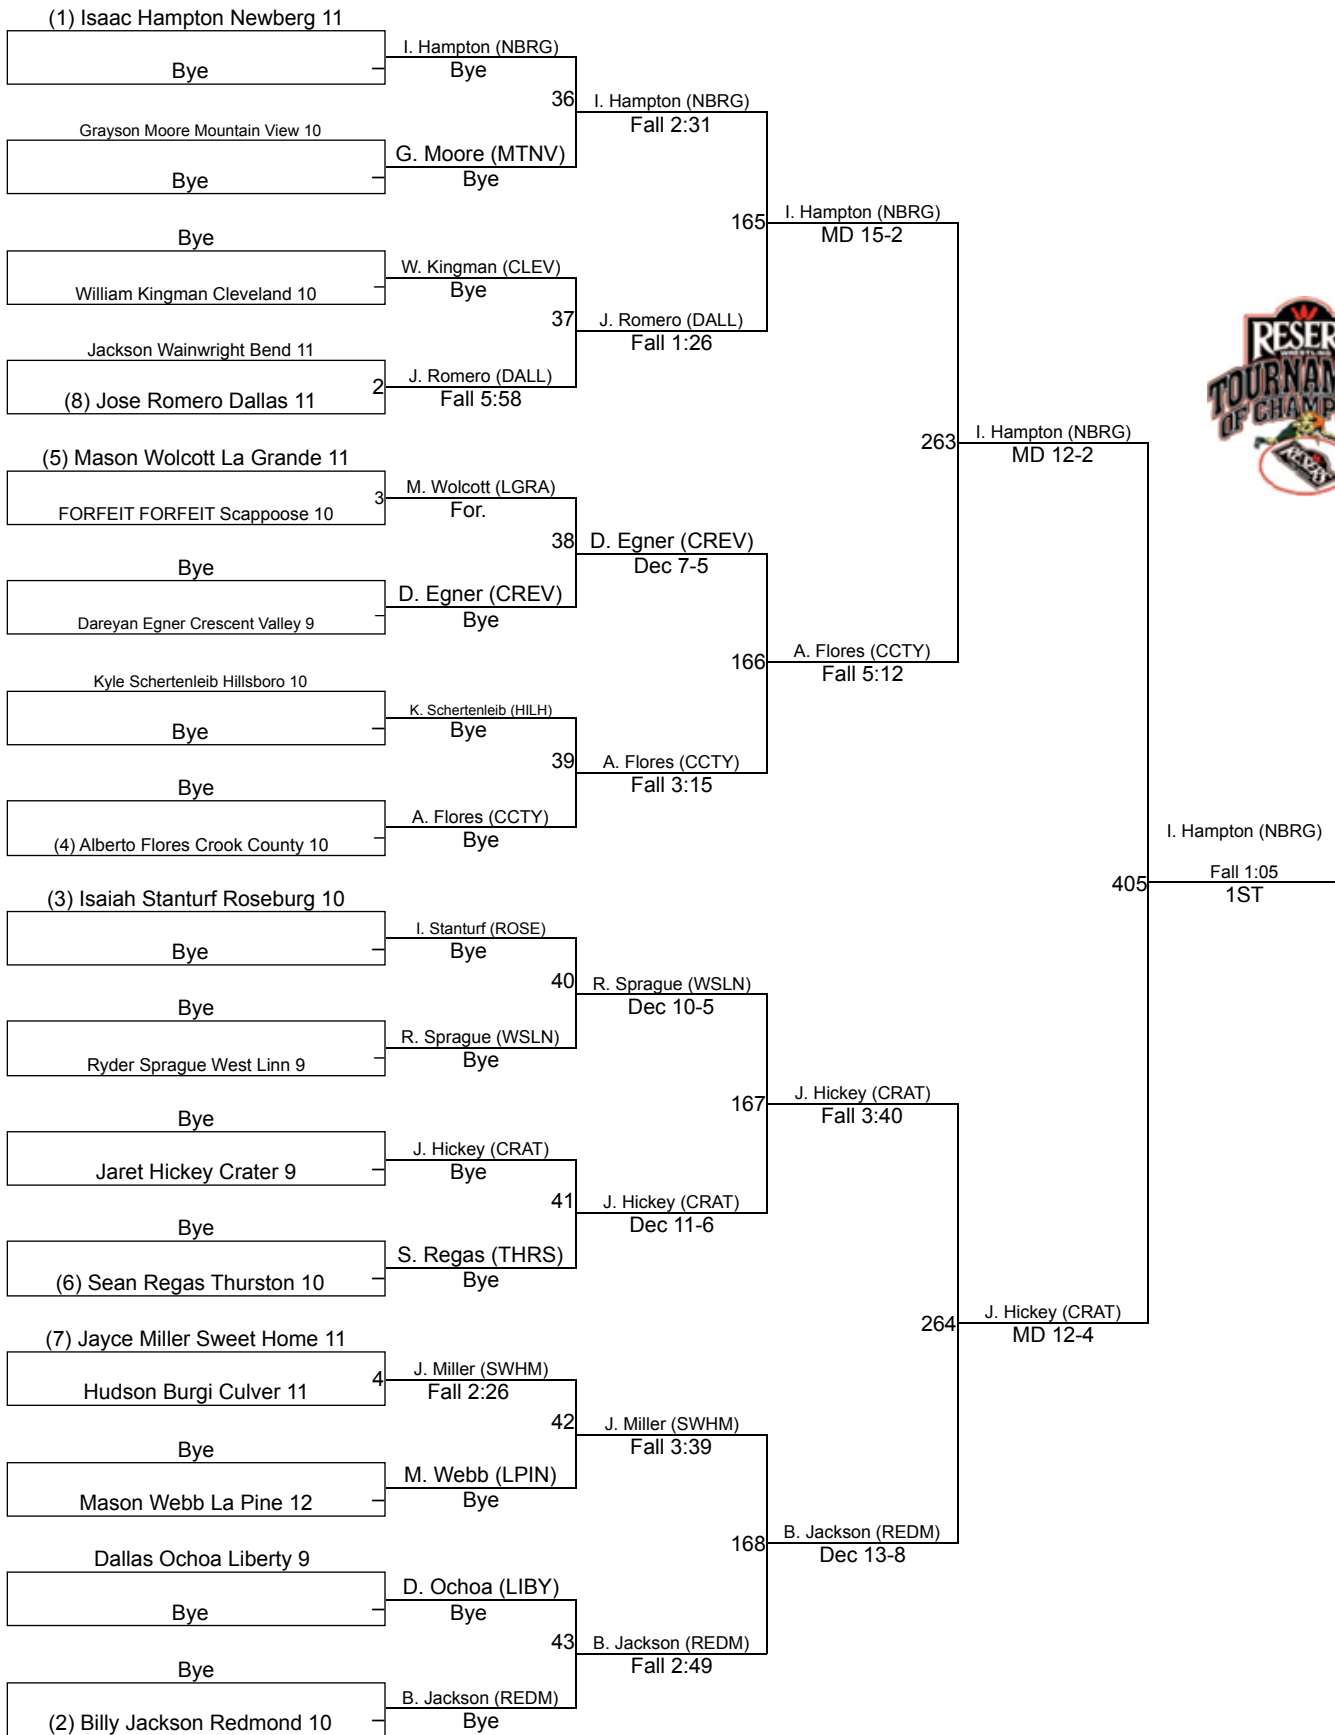 (1) Isaac Hampton Newberg 11
Bye
I. Hampton (NBRG)
Bye
Grayson Moore Mountain View 10
Bye
G. Moore (MTNV)
Bye
36
I. Hampton (NBRG)
Fall 2:31
Bye
William Kingman Cleveland 10
W. Kingman (CLEV)
Bye
Jackson Wainwright Bend 11
(8) Jose Romero Dallas 11
2
J. Romero (DALL)
Fall 5:58
37
J. Romero (DALL)
Fall 1:26
165
I. Hampton (NBRG)
MD 15-2
(5) Mason Wolcott La Grande 11
FORFEIT FORFEIT Scappoose 10
3
M. Wolcott (LGRA)
For.
Bye
Dareyan Egner Crescent Valley 9
D. Egner (CREV)
Bye
38
D. Egner (CREV)
Dec 7-5
Kyle Schertenleib Hillsboro 10
Bye
K. Schertenleib (HILH)
Bye
Bye
(4) Alberto Flores Crook County 10
A. Flores (CCTY)
Bye
39
A. Flores (CCTY)
Fall 3:15
166
A. Flores (CCTY)
Fall 5:12
263
I. Hampton (NBRG)
MD 12-2
(3) Isaiah Stanturf Roseburg 10
Bye
I. Stanturf (ROSE)
Bye
Bye
Ryder Sprague West Linn 9
R. Sprague (WSLN)
Bye
40
R. Sprague (WSLN)
Dec 10-5
Bye
Jaret Hickey Crater 9
J. Hickey (CRAT)
Bye
Bye
(6) Sean Regas Thurston 10
S. Regas (THRS)
Bye
41
J. Hickey (CRAT)
Dec 11-6
167
J. Hickey (CRAT)
Fall 3:40
(7) Jayce Miller Sweet Home 11
Hudson Burgi Culver 11
4
J. Miller (SWHM)
Fall 2:26
Bye
Mason Webb La Pine 12
M. Webb (LPIN)
Bye
42
J. Miller (SWHM)
Fall 3:39
Dallas Ochoa Liberty 9
Bye
D. Ochoa (LIBY)
Bye
Bye
(2) Billy Jackson Redmond 10
B. Jackson (REDM)
Bye
43
B. Jackson (REDM)
Fall 2:49
168
B. Jackson (REDM)
Dec 13-8
264
J. Hickey (CRAT)
MD 12-4
405
I. Hampton (NBRG)
Fall 1:05
1ST
RESER
WRESTLING
TOURNAM
OF CHAMP
RESERS